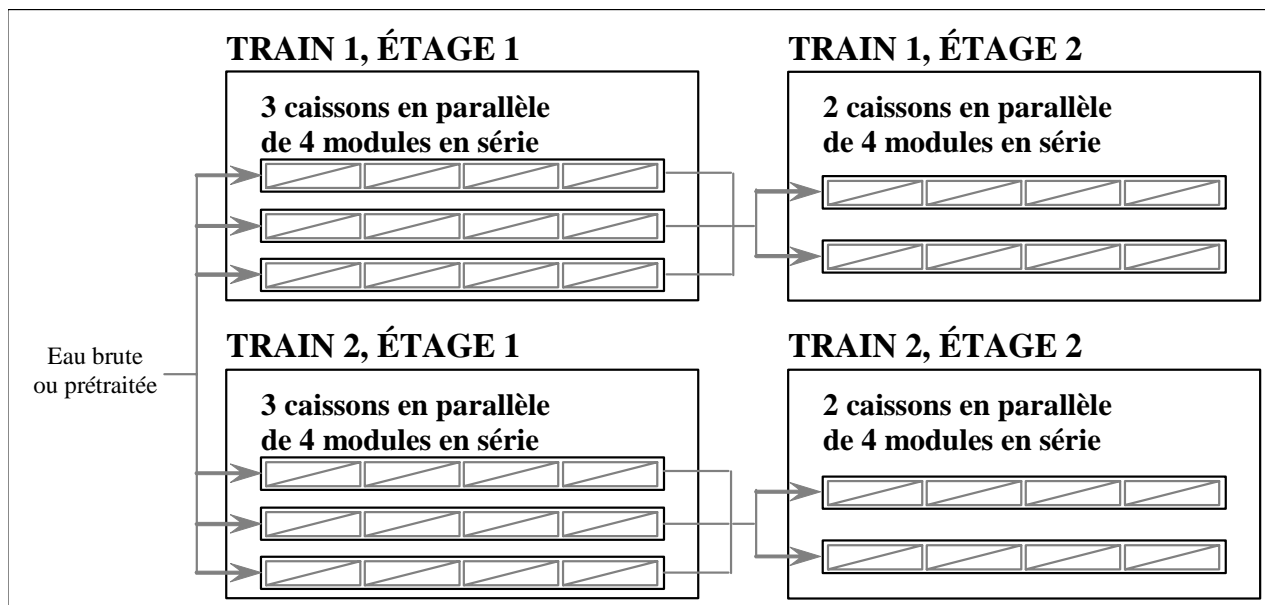 TRAIN 1, ÉTAGE 1
3 caissons en parallèle
de 4 modules en série
TRAIN 1, ÉTAGE 2
2 caissons en parallèle
de 4 modules en série
Eau brute
ou prétraitée
TRAIN 2, ÉTAGE 1
3 caissons en parallèle
de 4 modules en série
TRAIN 2, ÉTAGE 2
2 caissons en parallèle
de 4 modules en série